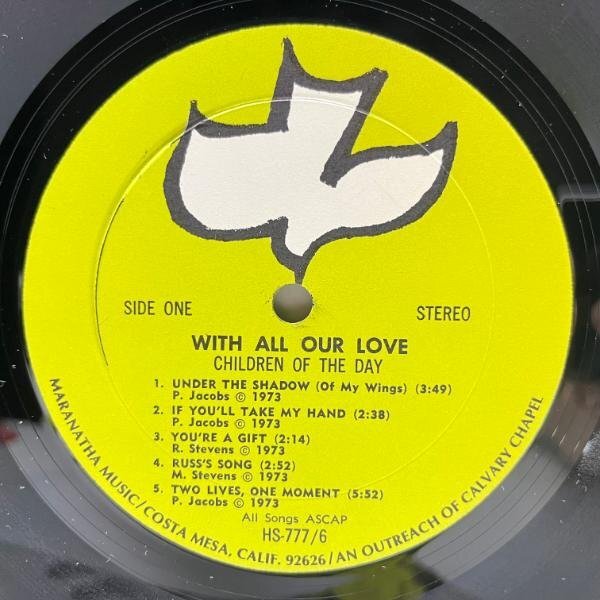 SIDE ONE
STEREO
WITH ALL OUR LOVE
CHILDREN OF THE DAY
1. UNDER THE SHADOW (Of My Wings) (3:49)
P. Jacobs © 1973
2. IF YOU'LL TAKE MY HAND (2:38)
P. Jacobs © 1973
3. YOU'RE A GIFT (2:14)
R. Stevens © 1973
4. RUSS'S SONG (2:52)
M. Stevens © 1973
5. TWO LIVES, ONE MOMENT (5:52)
P. Jacobs © 1973
All Songs ASCAP
HS-777/6
MARANATHA MUSIC/COSTA MESA, CALIF. 92626/AN OUTREACH OF CALVARY CHAPEL